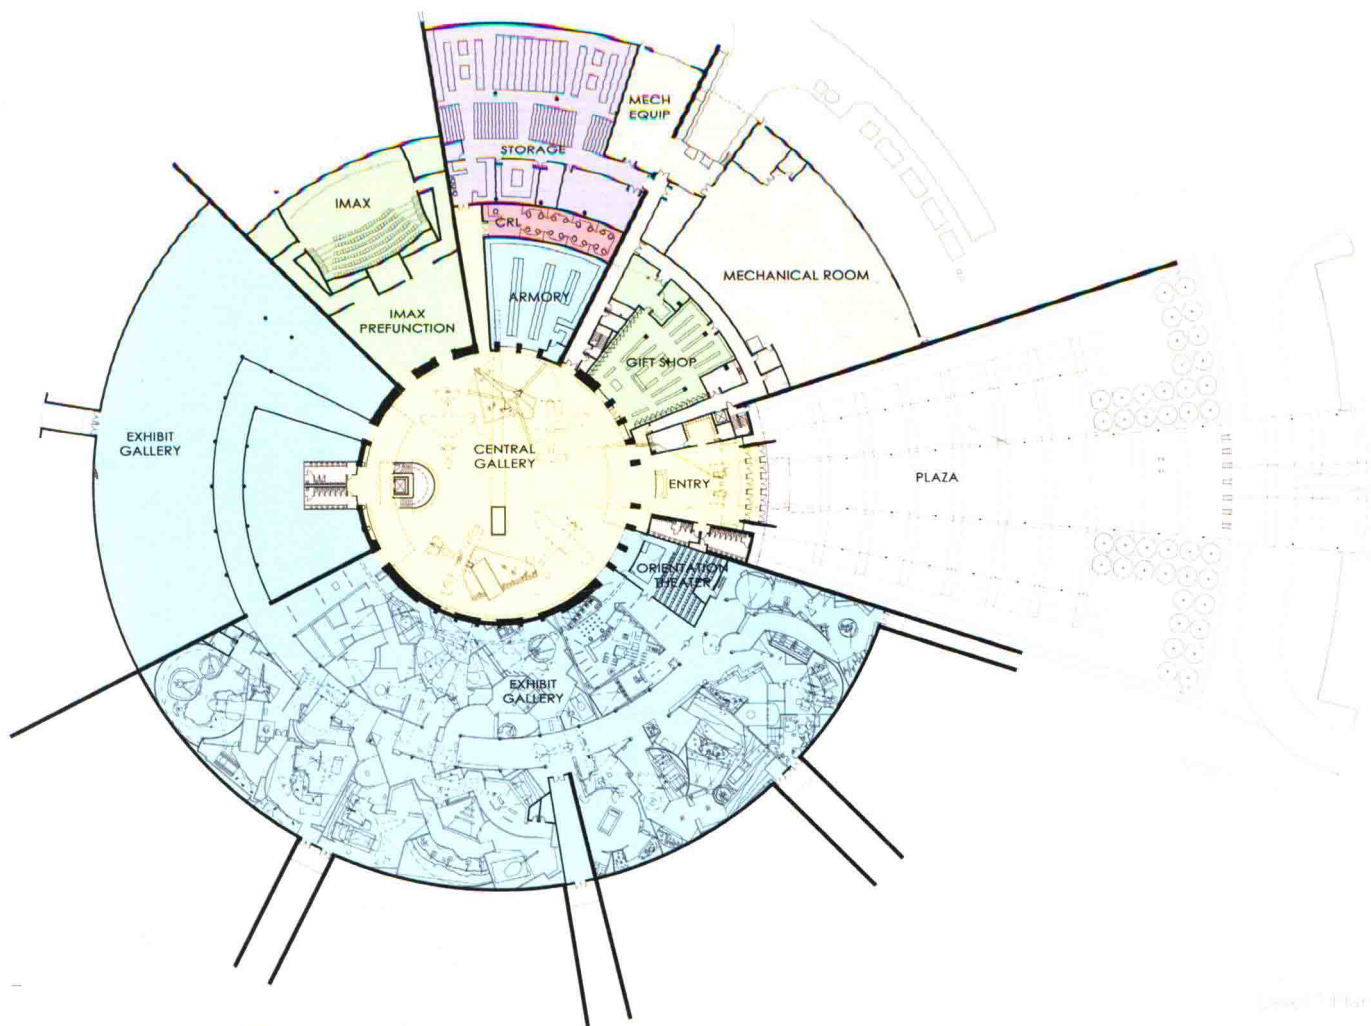 MECH
EQUIP
STORAGE
IMAX
CRL
MECHANICAL ROOM
ARMORY
IMAX
PREFUNCTION
GIFT SHOP
EXHIBIT
GALLERY
CENTRAL
GALLERY
ENTRY
PLAZA
ORIENTATION
THEATER
EXHIBIT
GALLERY